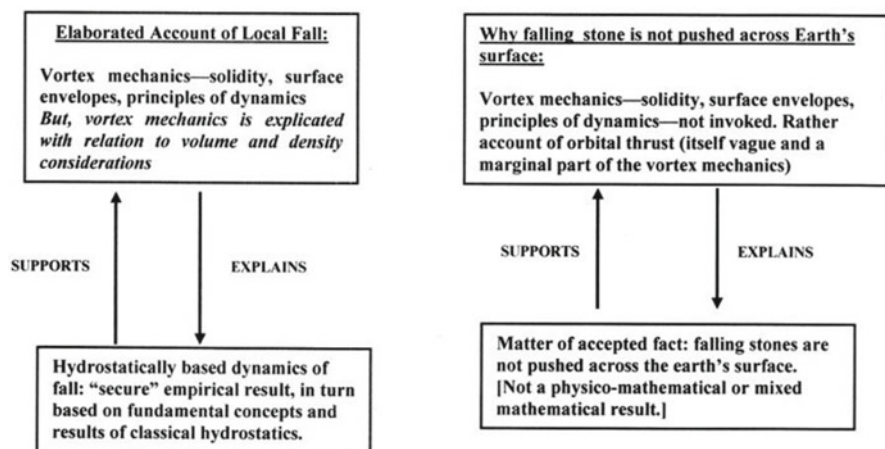 Elaborated Account of Local Fall:
Vortex mechanics—solidity, surface
envelopes, principles of dynamics
But, vortex mechanics is explicated
with relation to volume and density
considerations
SUPPORTS
EXPLAINS
Hydrostatically based dynamics of
fall: “secure” empirical result, in turn
based on fundamental concepts and
results of classical hydrostatics.
Why falling stone is not pushed across Earth’s
surface:
Vortex mechanics—solidity, surface envelopes,
principles of dynamics—not invoked. Rather
account of orbital thrust (itself vague and a
marginal part of the vortex mechanics)
SUPPORTS
EXPLAINS
Matter of accepted fact: falling stones are
not pushed across the earth’s surface.
[Not a physico-mathematical or mixed
mathematical result.]